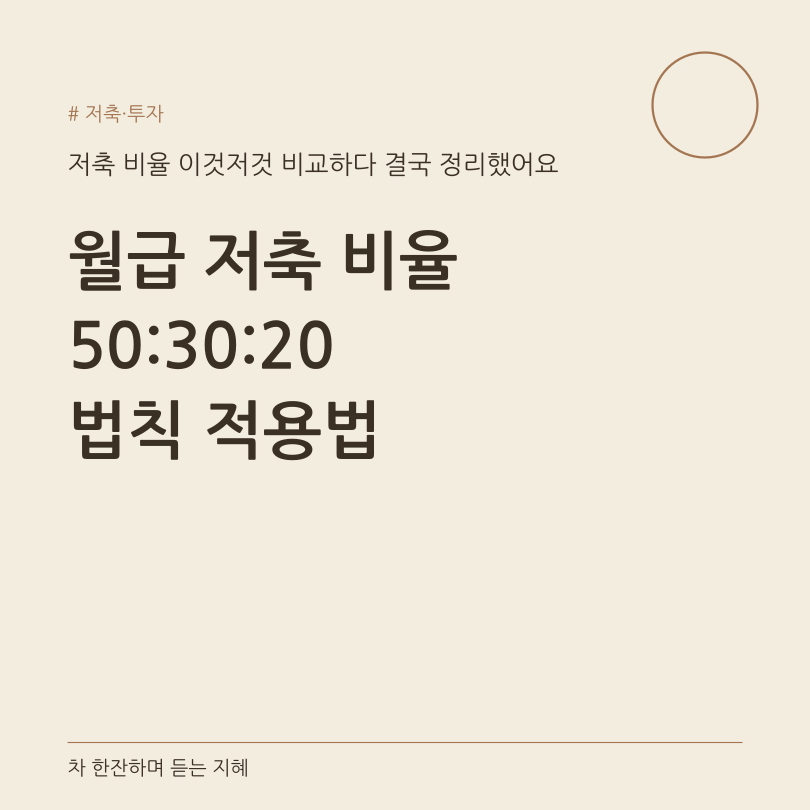 # 저축·투자
저축 비율 이것저것 비교하다 결국 정리했어요
월급 저축 비율
50:30:20
법칙 적용법
차 한잔하며 듣는 지혜